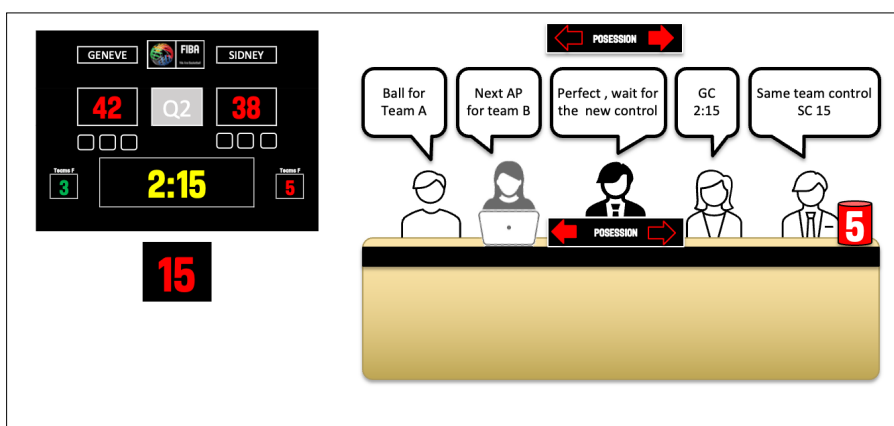 GENEVE
FIBA
SIDNEY
42
Q2
38
Teams F
3
2:15
Teams F
5
15
POSESSION
Ball for
Team A
Next AP
for team B
Perfect , wait for
the new control
GC
2:15
Same team control
SC 15
POSESSION
5